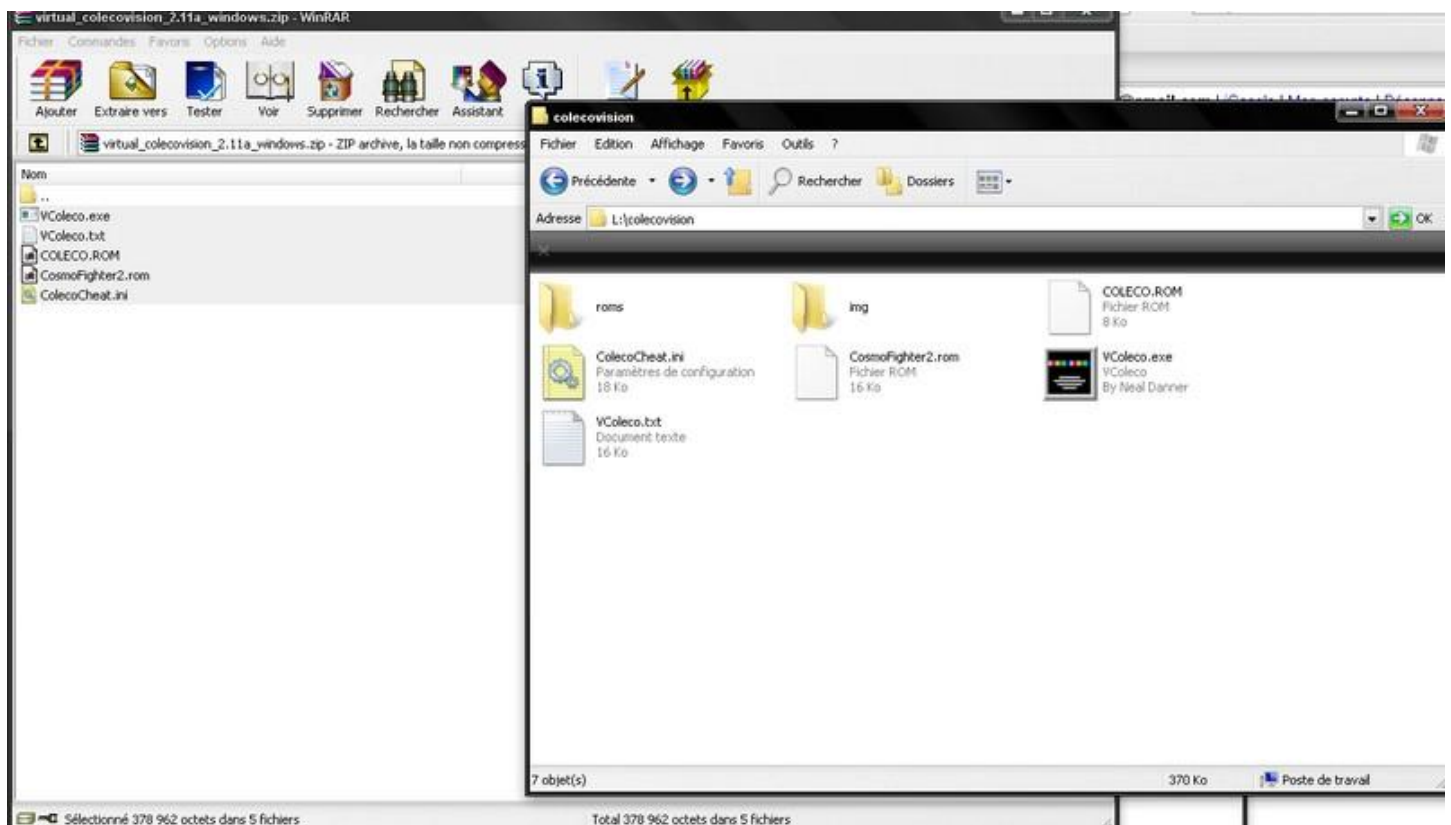 virtual_colecovision_2.11a_windows.zip - WinRAR
Fichier Commandes Favoris Options Aide
Ajouter Extraire vers Tester Voir Supprimer Rechercher Assistant
virtual_colecovision_2.11a_windows.zip - ZIP archive, la taille non compress
Nom
..
VColeco.exe
VColeco.txt
COLECO.ROM
CosmoFighter2.rom
ColecoCheat.ini
Sélectionné 378 962 octets dans 5 fichiers
Total 378 962 octets dans 5 fichiers
colecovision
Fichier Edition Affichage Favoris Outils ?
Précédente Rechercher Dossiers
Adresse L:\colecovision OK
roms
img
COLECO.ROM
Fichier ROM
8 Ko
ColecoCheat.ini
Paramètres de configuration
18 Ko
CosmoFighter2.rom
Fichier ROM
16 Ko
VColeco.exe
VColeco
By Neal Danner
VColeco.txt
Document texte
16 Ko
7 objet(s)
370 Ko
Poste de travail